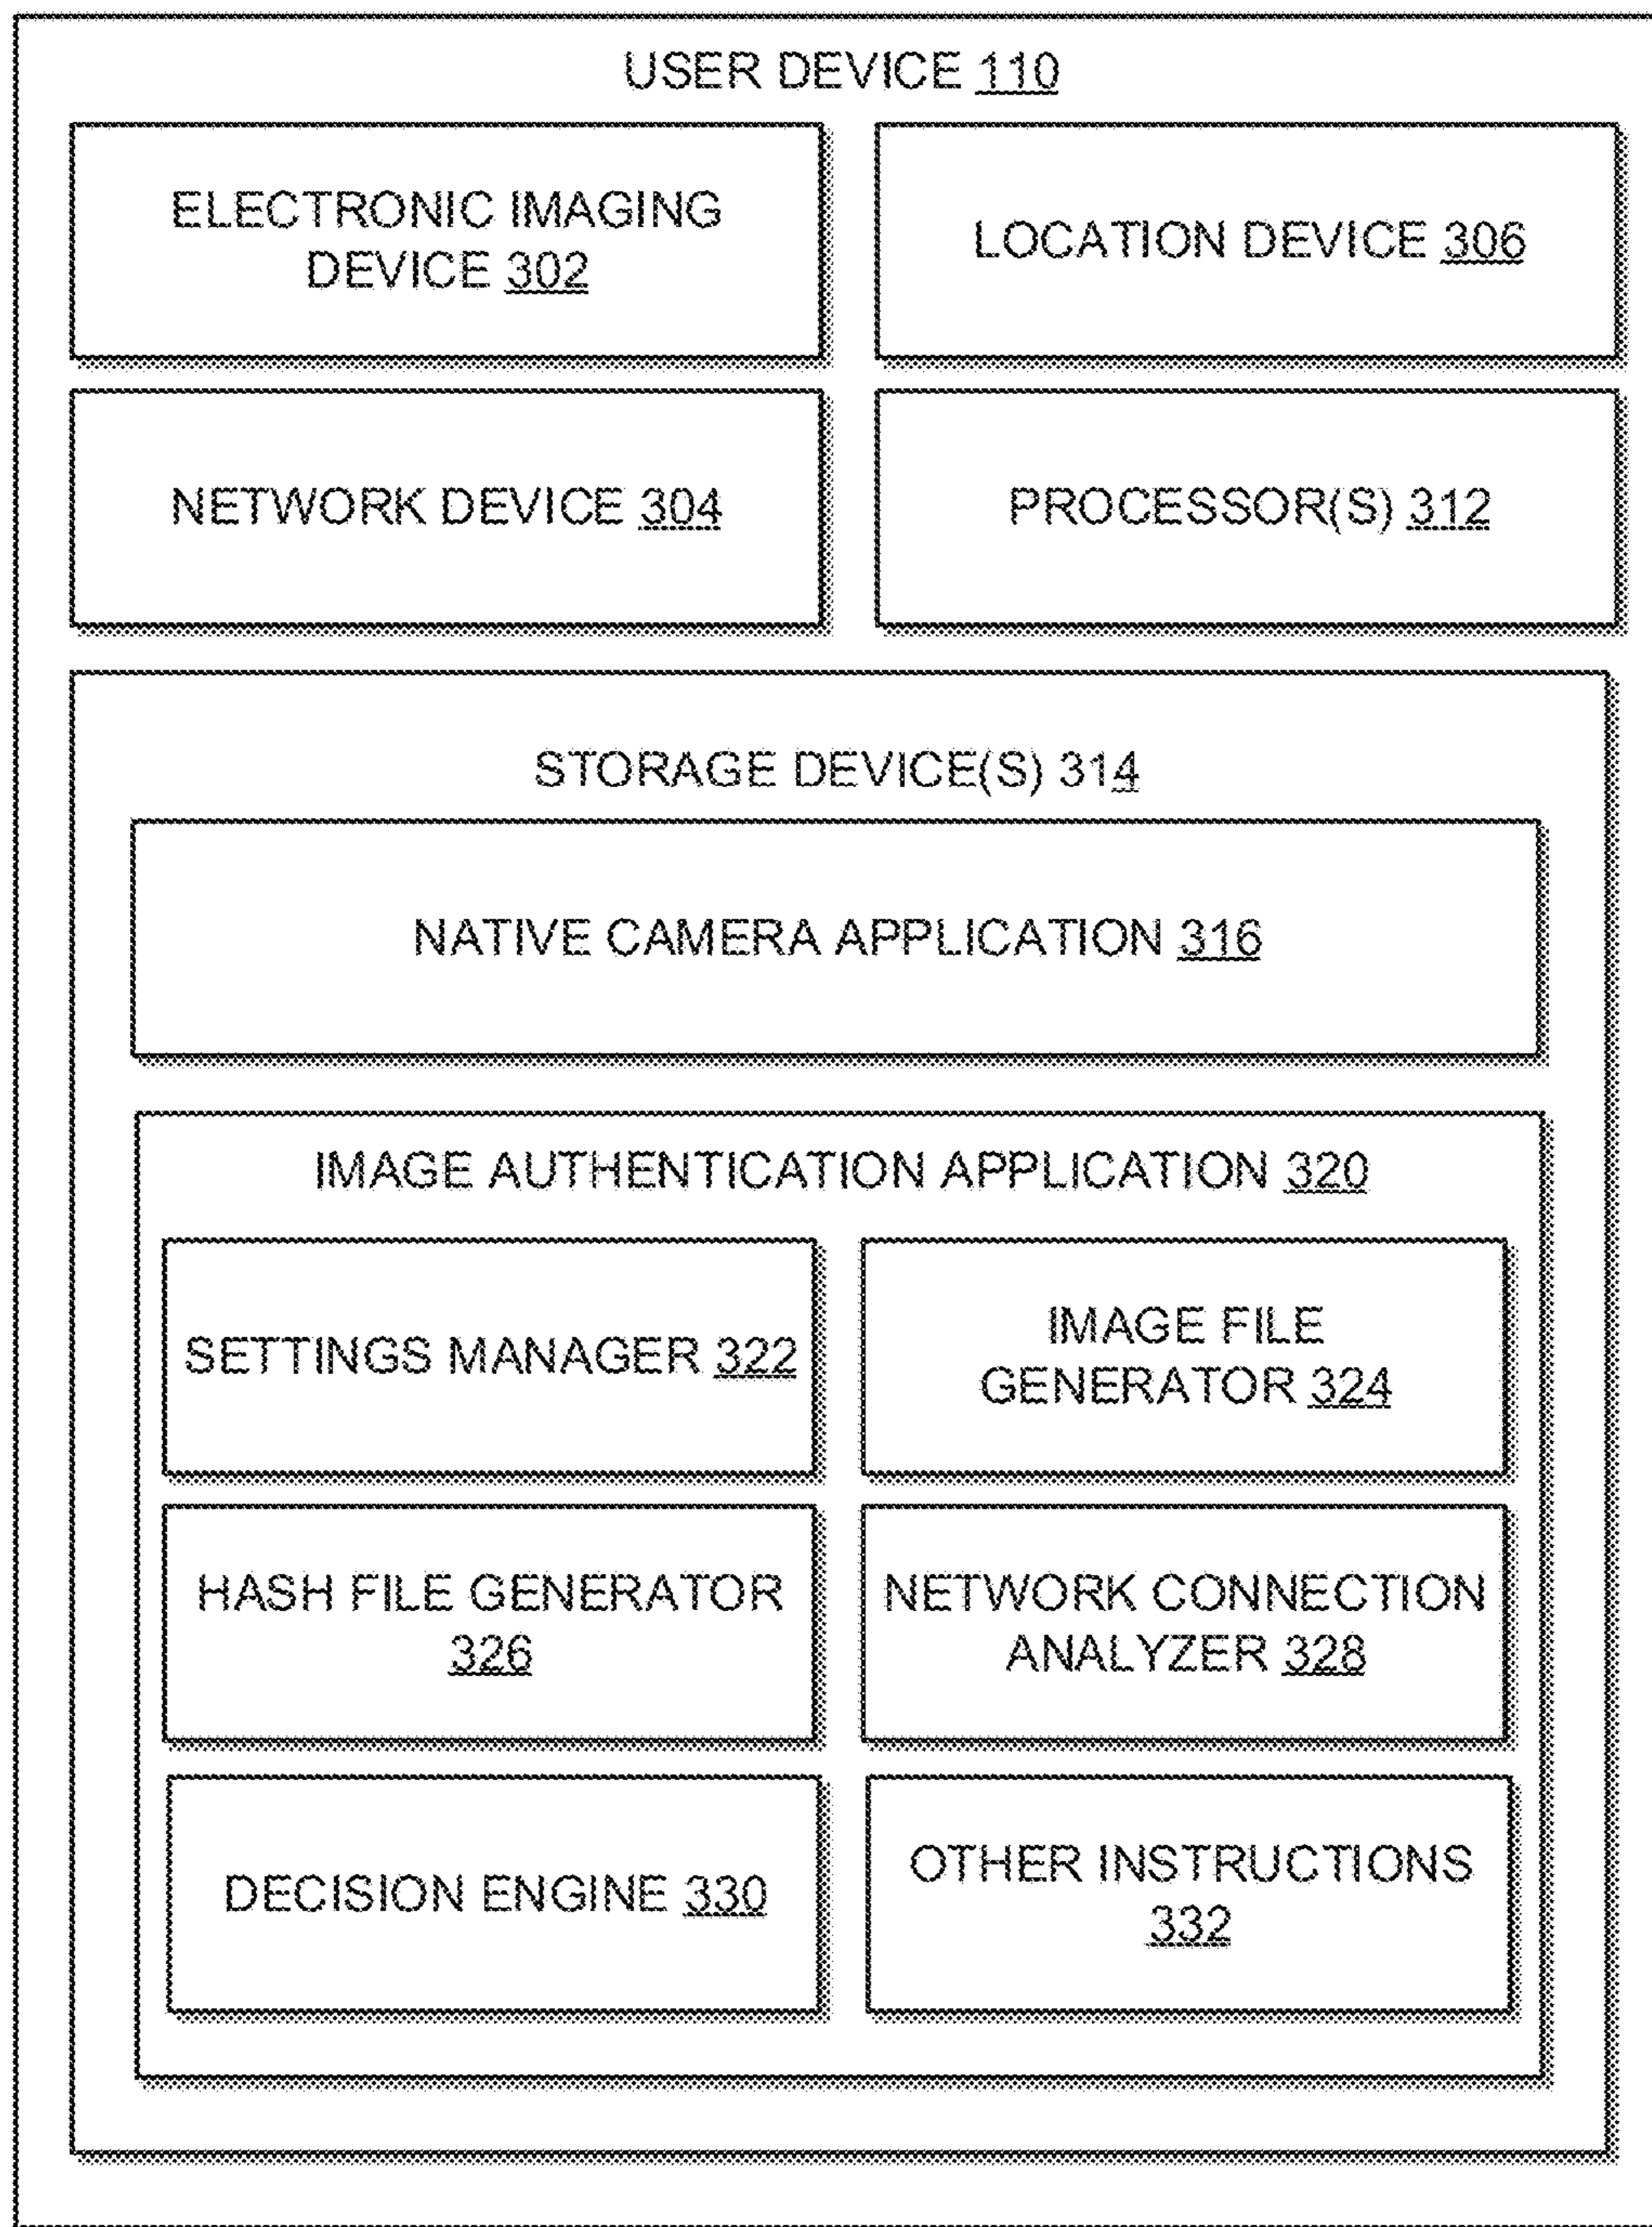 USER DEVICE 110
ELECTRONIC IMAGING
DEVICE 302
LOCATION DEVICE 306
NETWORK DEVICE 304
PROCESSOR(S) 312
STORAGE DEVICE(S) 314
NATIVE CAMERA APPLICATION 316
IMAGE AUTHENTICATION APPLICATION 320
SETTINGS MANAGER 322
IMAGE FILE
GENERATOR 324
HASH FILE GENERATOR
326
NETWORK CONNECTION
ANALYZER 328
DECISION ENGINE 330
OTHER INSTRUCTIONS
332